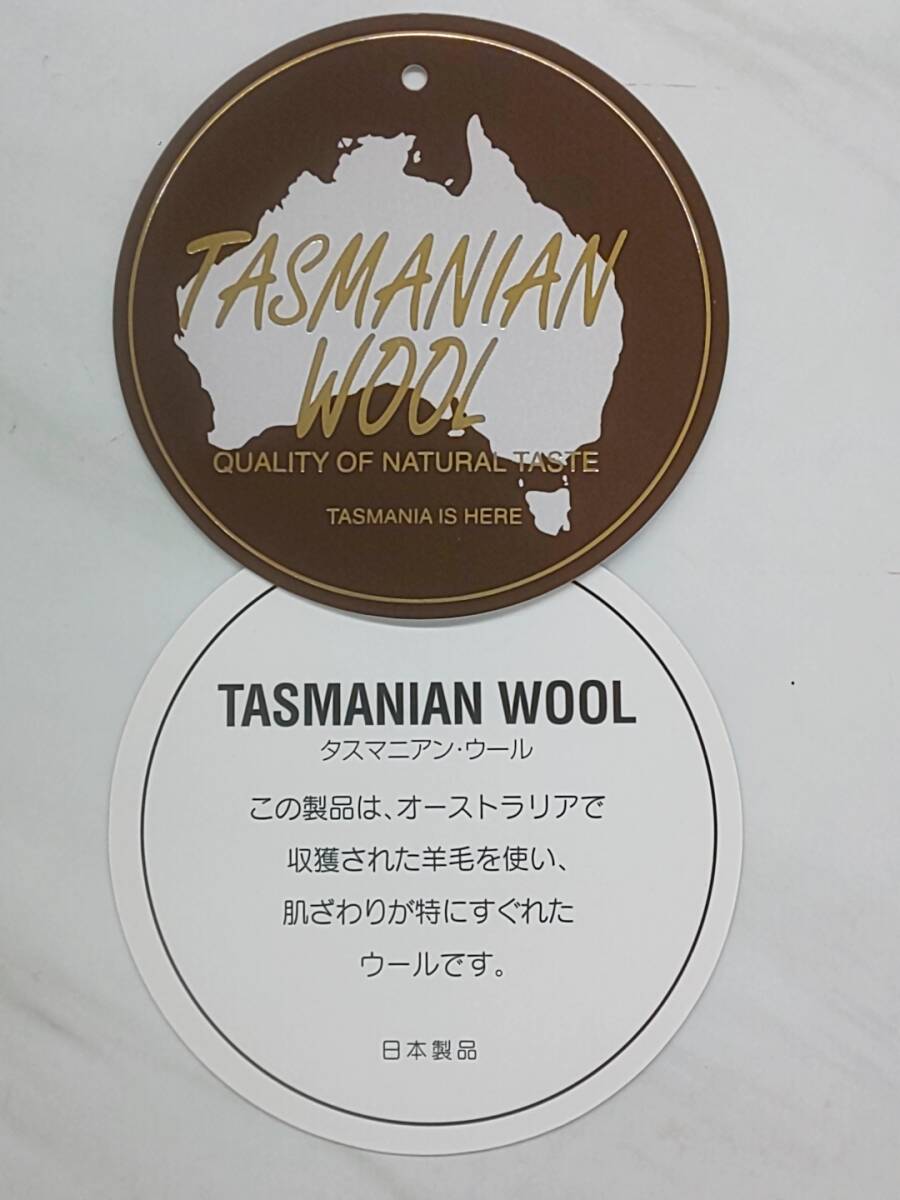 TASMANIAN
WOOL
QUALITY OF NATURAL TASTE
TASMANIA IS HERE
TASMANIAN WOOL
タスマニアン・ウール
この製品は、オーストラリアで
収獲された羊毛を使い、
肌ざわりが特にすぐれた
ウールです。
日本製品